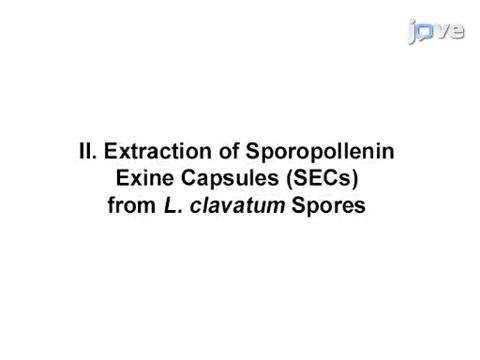 jove
II. Extraction of Sporopollenin
Exine Capsules (SECs)
from L. clavatum Spores